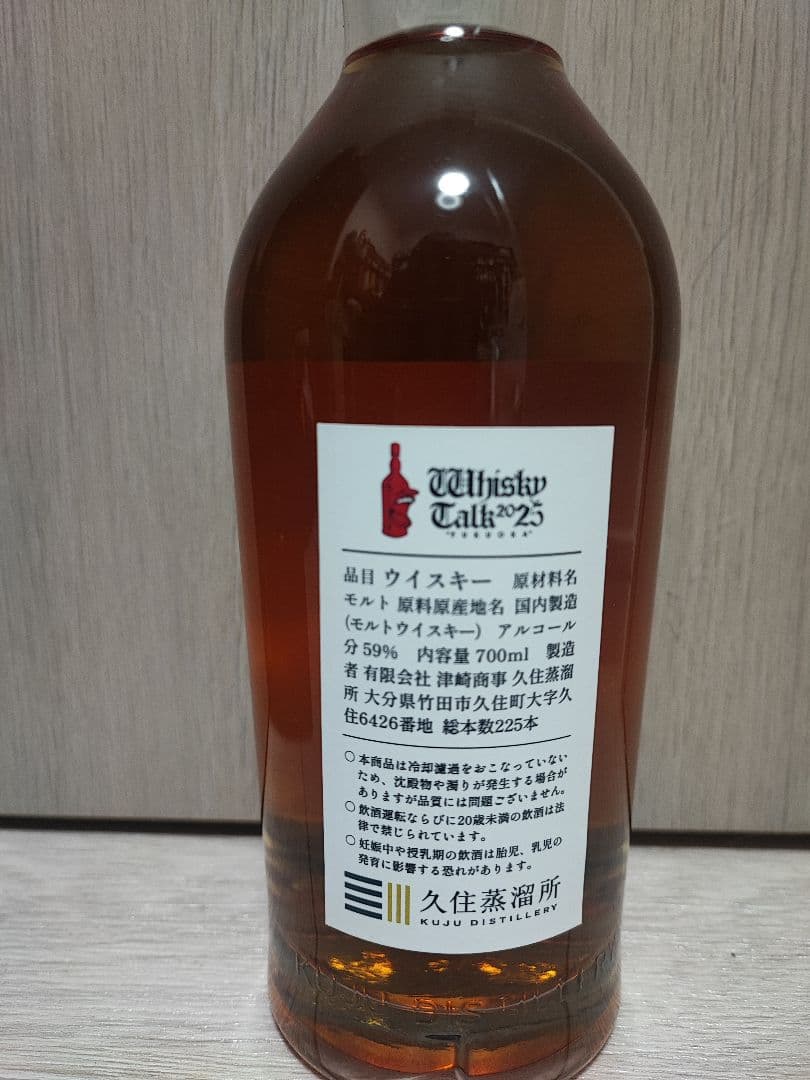 Whisky
Talk 2025
"FUKUOKA"
品目 ウイスキー 原材料名
モルト 原料原産地名 国内製造
(モルトウイスキー) アルコール
分59% 内容量700ml 製造
者 有限会社 津崎商事 久住蒸溜
所 大分県竹田市久住町大字久
住6426番地 総本数225本
○ 本商品は冷却濾過をおこなっていない
ため、沈殿物や濁りが発生する場合が
ありますが品質には問題ございません。
○ 飲酒運転ならびに20歳未満の飲酒は法
律で禁じられています。
○ 妊娠中や授乳期の飲酒は胎児、乳児の
発育に影響する恐れがあります。
久住蒸溜所
KUJU DISTILLERY
KUJU DISTILLERY